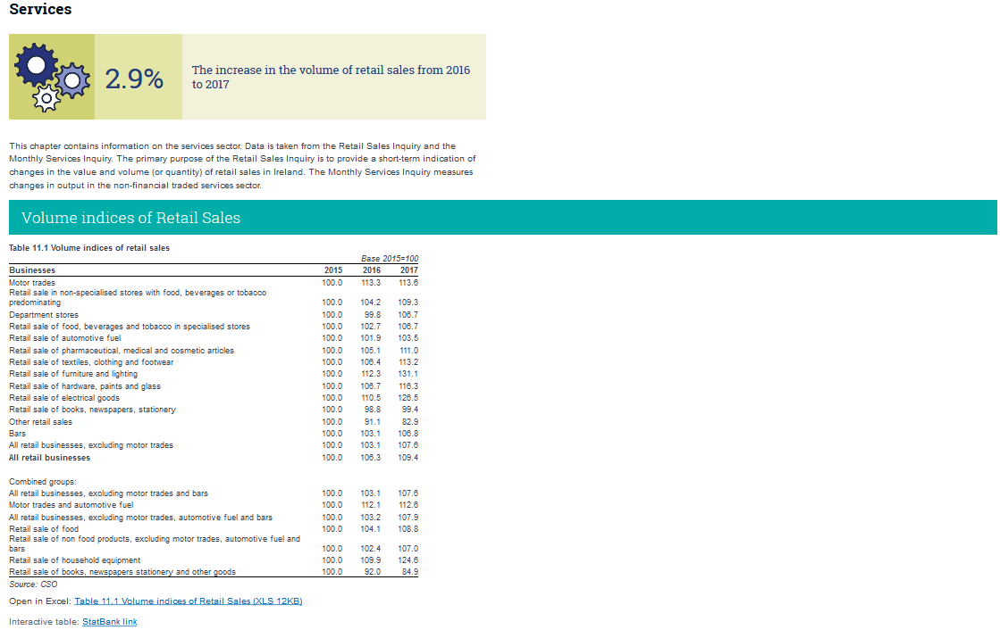 Services
2.9%
The increase in the volume of retail sales from 2016
to 2017
This chapter contains information on the services sector. Data is taken from the Retail Sales Inquiry and the
Monthly Services Inquiry. The primary purpose of the Retail Sales Inquiry is to provide a short-term indication of
changes in the value and volume (or quantity) of retail sales in Ireland. The Monthly Services Inquiry measures
changes in output in the non-financial traded services sector.
Volume indices of Retail Sales
Table 11.1 Volume indices of retail sales
Base 2015=100
Businesses 2015 2016 2017
Motor trades 100.0 113.3 113.6
Retail sale in non-specialised stores with food, beverages or tobacco
predominating 100.0 104.2 109.3
Department stores 100.0 99.8 106.7
Retail sale of food, beverages and tobacco in specialised stores 100.0 102.7 106.7
Retail sale of automotive fuel 100.0 101.9 103.5
Retail sale of pharmaceutical, medical and cosmetic articles 100.0 105.1 111.0
Retail sale of textiles, clothing and footwear 100.0 106.4 113.2
Retail sale of furniture and lighting 100.0 112.3 131.1
Retail sale of hardware, paints and glass 100.0 106.7 116.3
Retail sale of electrical goods 100.0 110.5 126.5
Retail sale of books, newspapers, stationery 100.0 98.8 99.4
Other retail sales 100.0 91.1 82.9
Bars 100.0 103.1 106.8
All retail businesses, excluding motor trades 100.0 103.1 107.6
All retail businesses 100.0 106.3 109.4
Combined groups:
All retail businesses, excluding motor trades and bars 100.0 103.1 107.6
Motor trades and automotive fuel 100.0 112.1 112.6
All retail businesses, excluding motor trades, automotive fuel and bars 100.0 103.2 107.9
Retail sale of food 100.0 104.1 108.8
Retail sale of non food products, excluding motor trades, automotive fuel and
bars 100.0 102.4 107.0
Retail sale of household equipment 100.0 109.9 124.6
Retail sale of books, newspapers stationery and other goods 100.0 92.0 84.9
Source: CSO
Open in Excel: Table 11.1 Volume indices of Retail Sales (XLS 12KB)
Interactive table: StatBank link